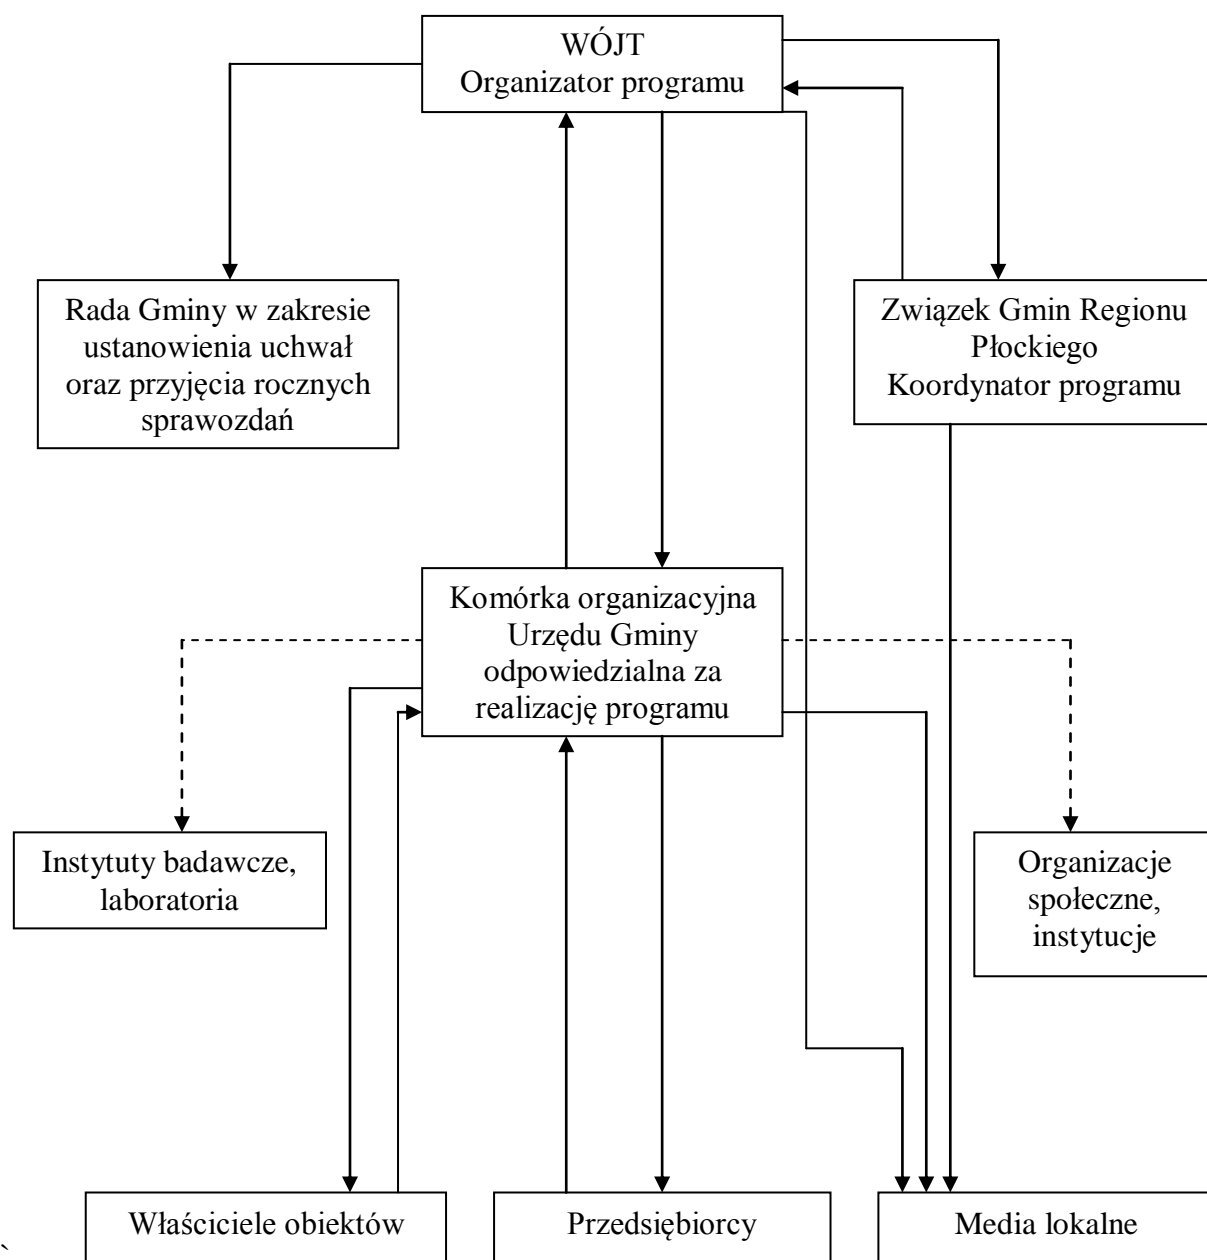 WÓJT
Organizator programu
Rada Gminy w zakresie
ustanowienia uchwał
oraz przyjęcia rocznych
sprawozdań
Związek Gmin Regionu
Płockiego
Koordynator programu
Komórka organizacyjna
Urzędu Gminy
odpowiedzialna za
realizację programu
Instytuty badawcze,
laboratoria
Organizacje
społeczne,
instytucje
Właściciele obiektów
Przedsiębiorcy
Media lokalne
`